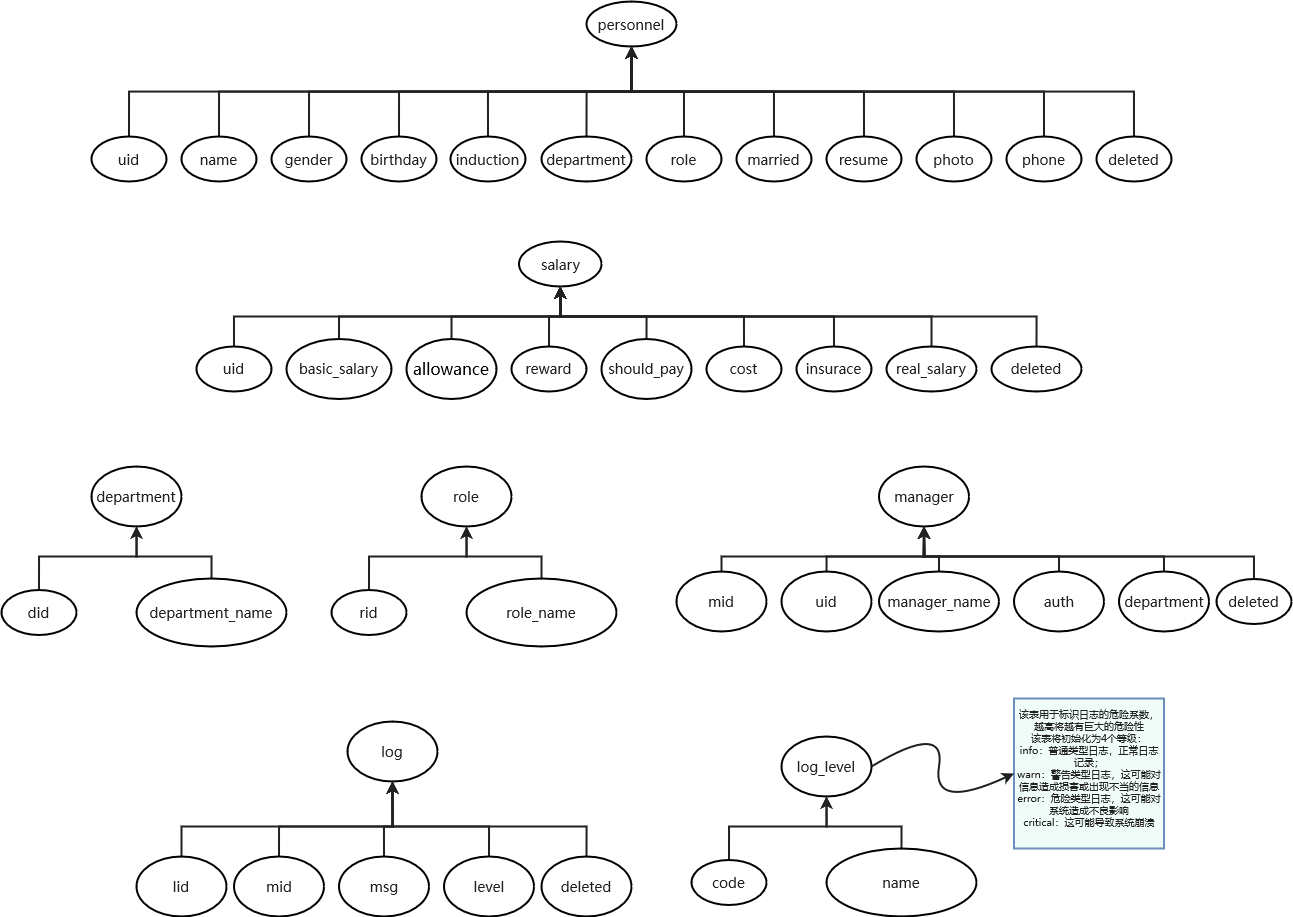 personnel
uid name gender birthday induction department role married resume photo phone deleted
salary
uid basic_salary allowance reward should_pay cost insurace real_salary deleted
department role manager
did department_name rid role_name mid uid manager_name auth department deleted
log
log_level
lid mid msg level deleted
code name
该表用于标识日志的危险系数，
越高将越有巨大的危险性
该表将初始化为4个等级：
info：普通类型日志，正常日志
记录；
warn：警告类型日志，这可能对
信息造成损害或出现不当的信息
error：危险类型日志，这可能对
系统造成不良影响
critical：这可能导致系统崩溃